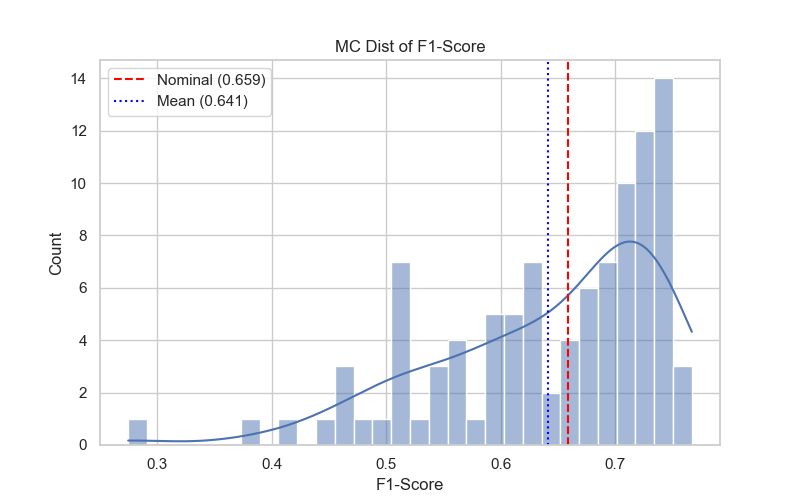 MC Dist of F1-Score
Nominal (0.659)
Mean (0.641)
14
12
10
8
6
4
2
0
Count
0.3 0.4 0.5 0.6 0.7
F1-Score